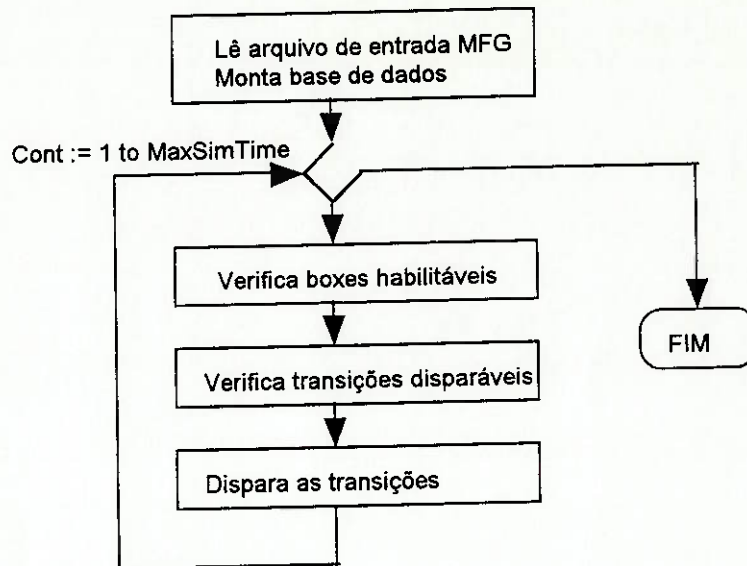 Lê arquivo de entrada MFG
Monta base de dados
Cont := 1 to MaxSimTime
Verifica boxes habilitáveis
FIM
Verifica transições disparáveis
Dispara as transições